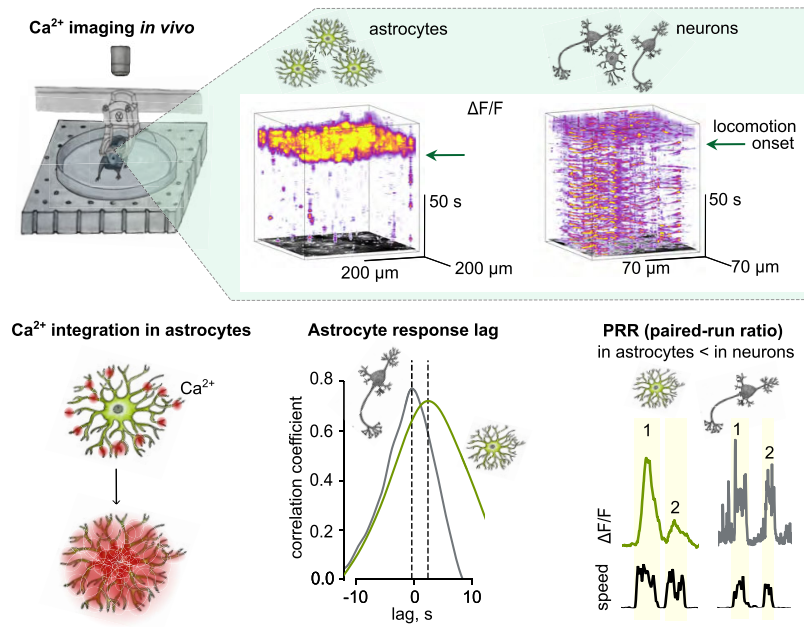 Ca²⁺ imaging in vivo
astrocytes
neurons
ΔF/F
locomotion
onset
50 s
200 µm
200 µm
50 s
70 µm
70 µm
Ca²⁺ integration in astrocytes
Ca²⁺
Astrocyte response lag
correlation coefficient
0.8
0.6
0.4
0.2
0.0
-10
0
10
lag, s
PRR (paired-run ratio)
in astrocytes < in neurons
1
2
1
2
ΔF/F
speed